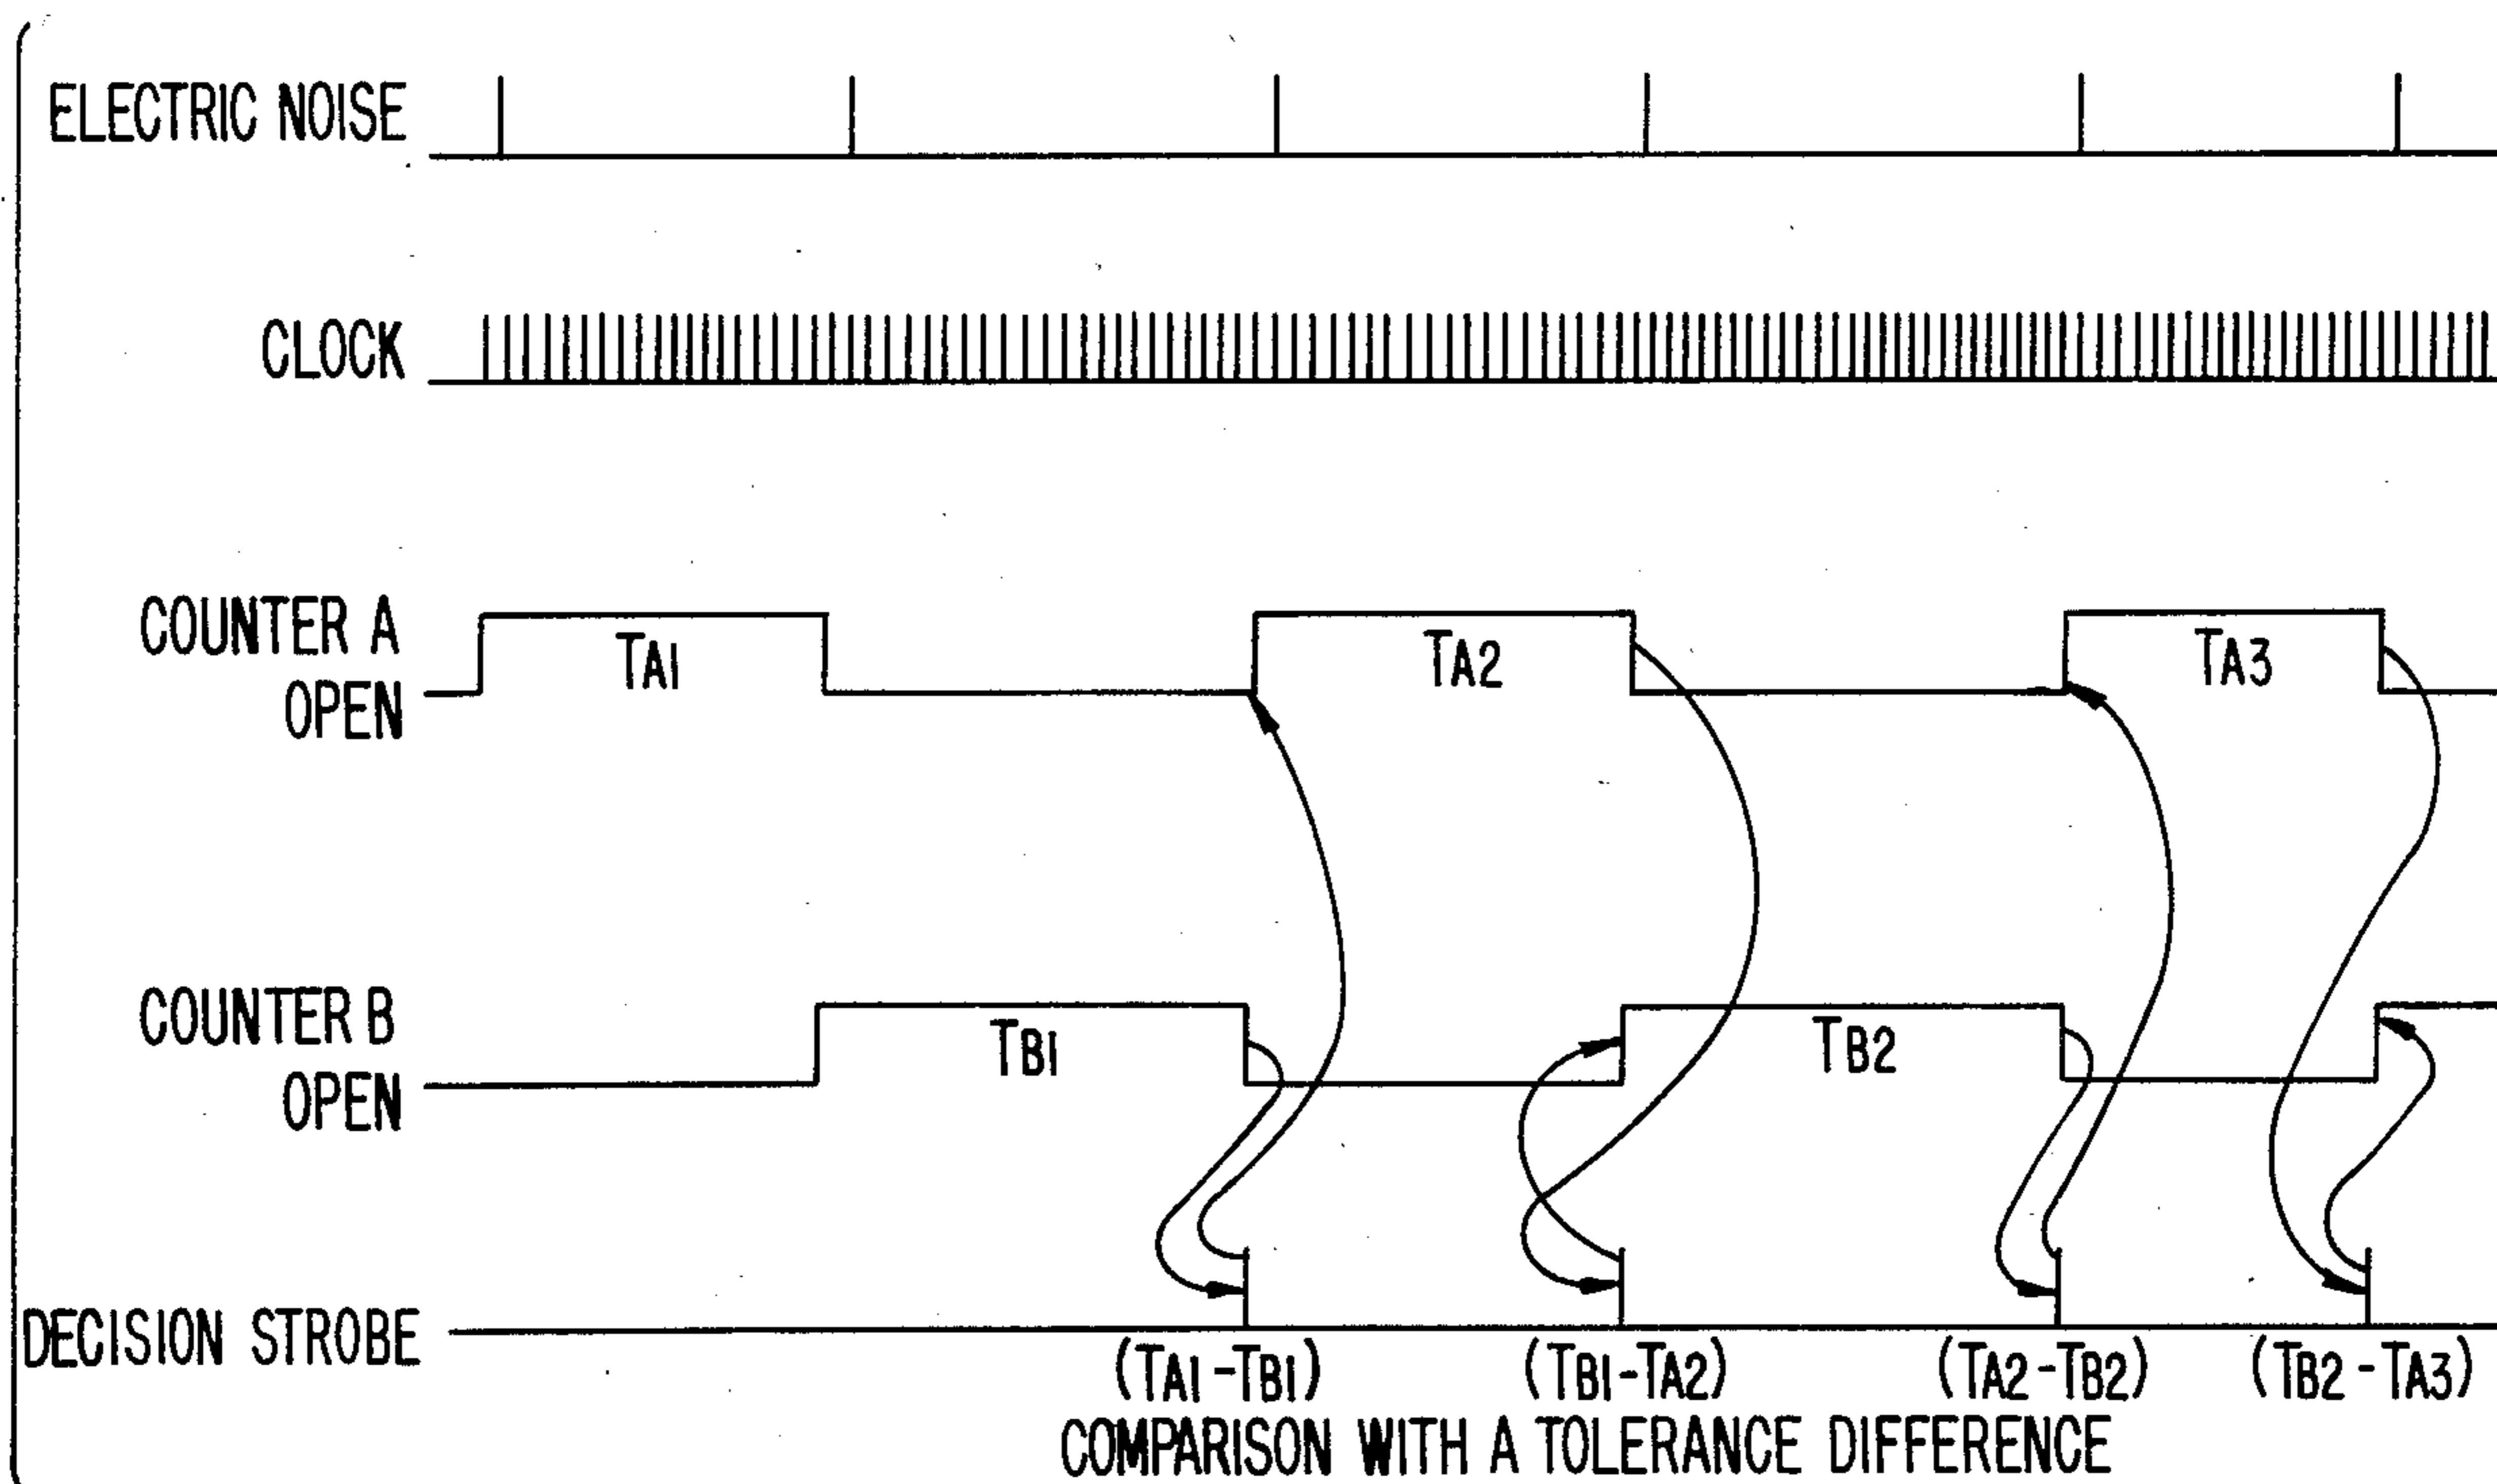 ELECTRIC NOISE
CLOCK
COUNTER A
OPEN
TA1
TA2
TA3
COUNTER B
OPEN
TB1
TB2
DECISION STROBE
(TA1-TB1)
(TB1-TA2)
(TA2-TB2)
(TB2-TA3)
COMPARISON WITH A TOLERANCE DIFFERENCE